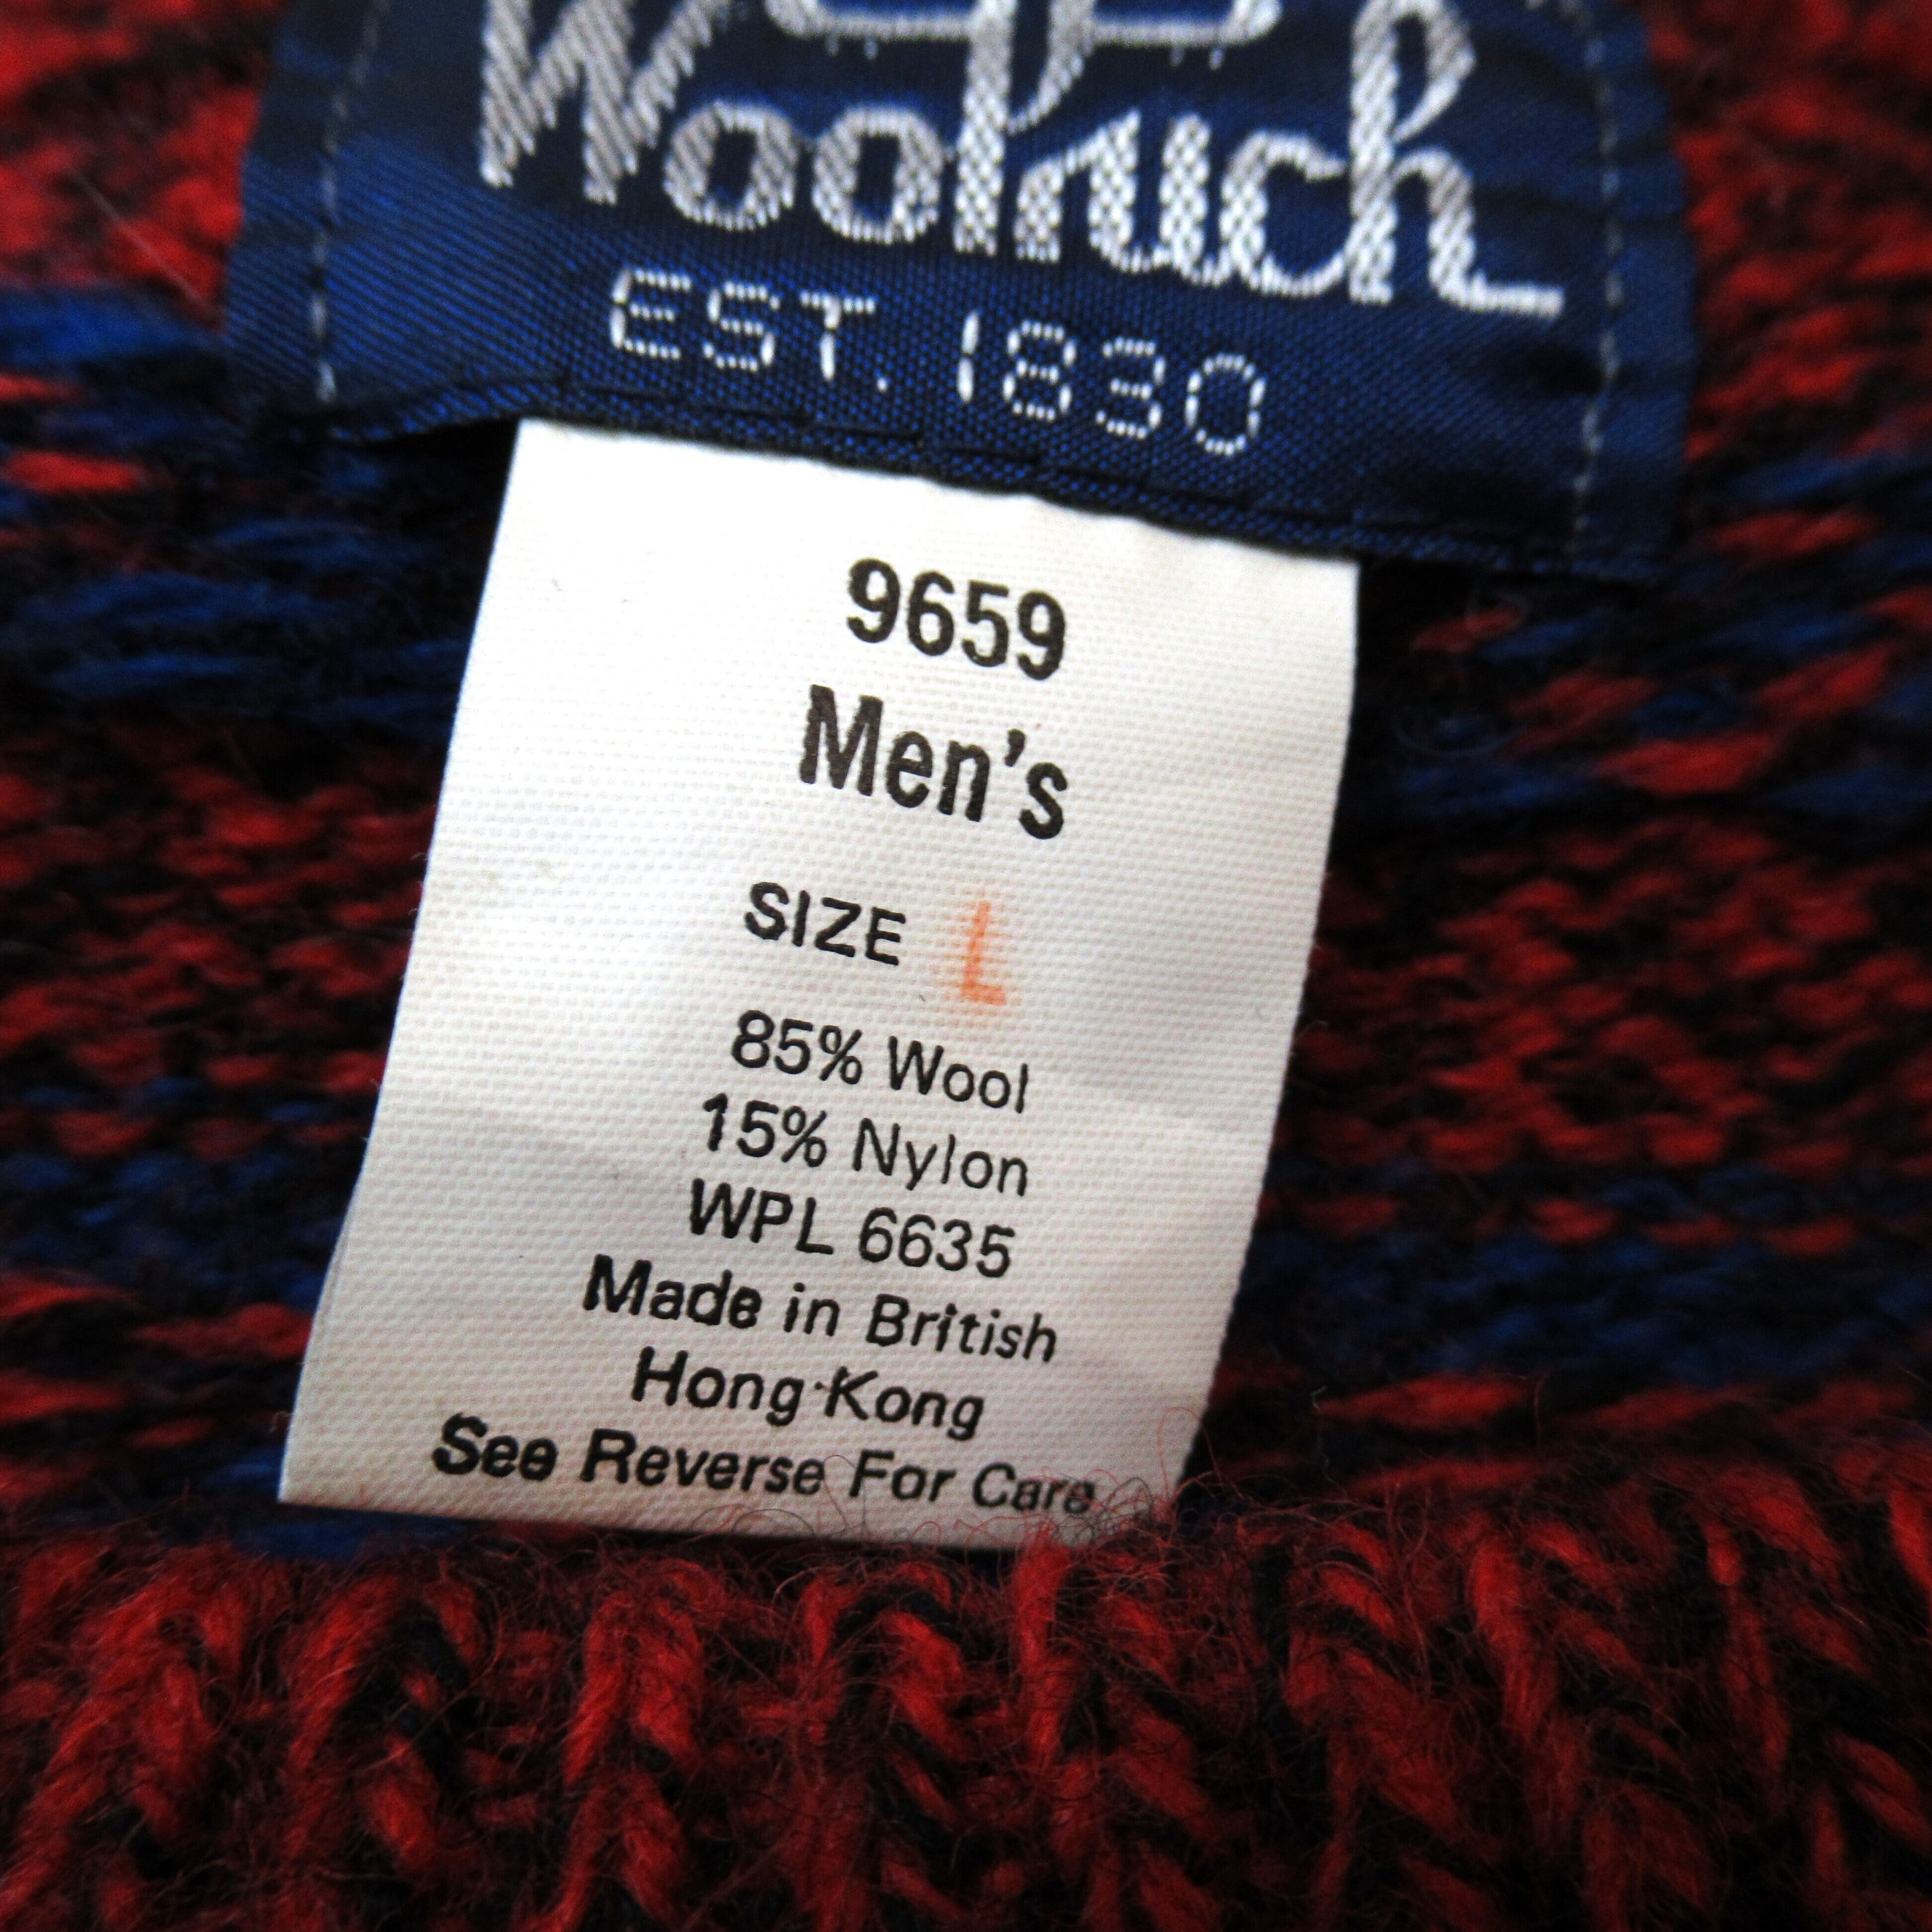 Woolrich
EST. 1830
9659
Men's
SIZE L
85% Wool
15% Nylon
WPL 6635
Made in British
Hong Kong
See Reverse For Care